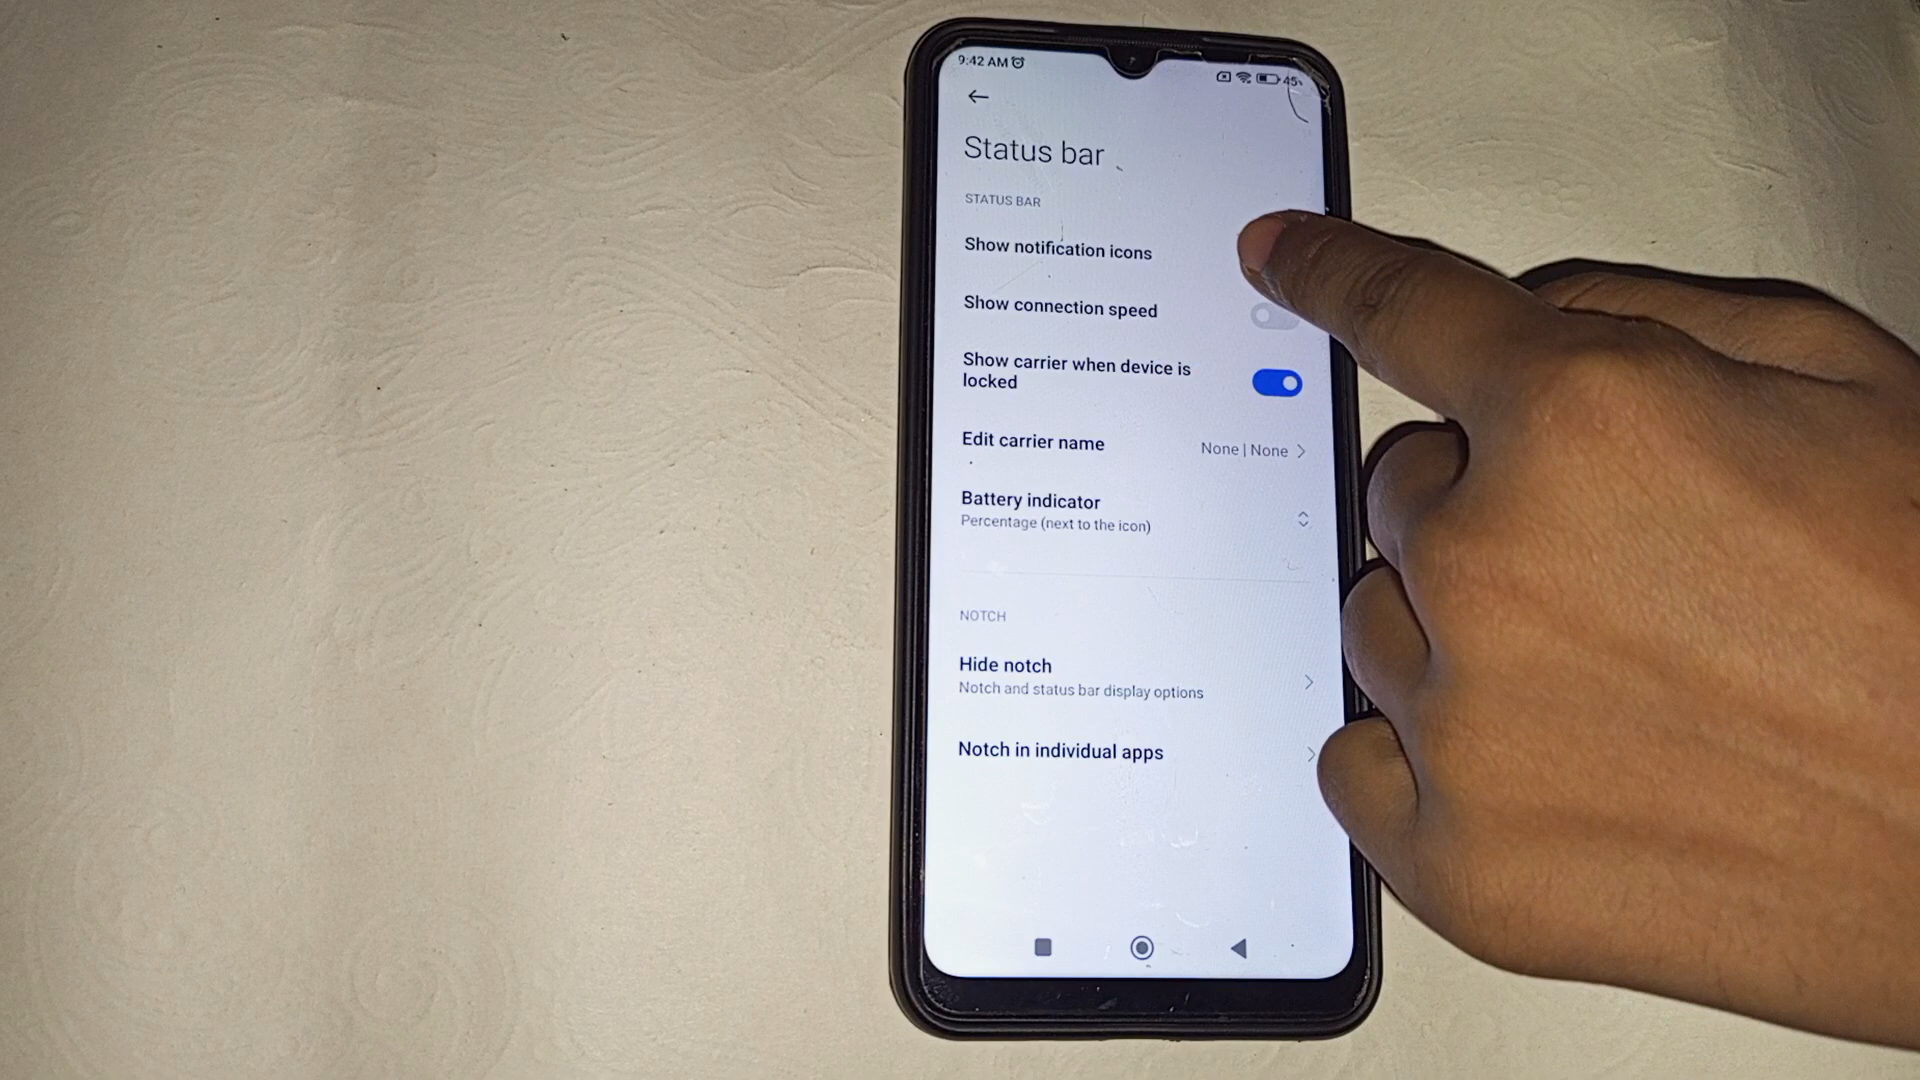 9:42 AM
45%
Status bar
STATUS BAR
Show notification icons
Show connection speed
Show carrier when device is
locked
Edit carrier name
None | None
Battery indicator
Percentage (next to the icon)
NOTCH
Hide notch
Notch and status bar display options
Notch in individual apps